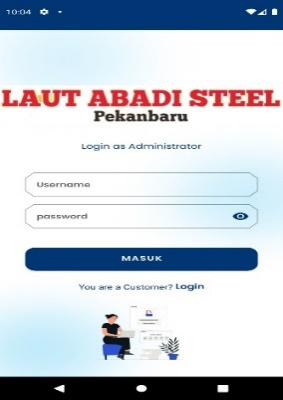 10:04
LAUT ABADI STEEL
Pekanbaru
Login as Administrator
Username
password
MASUK
You are a Customer? Login